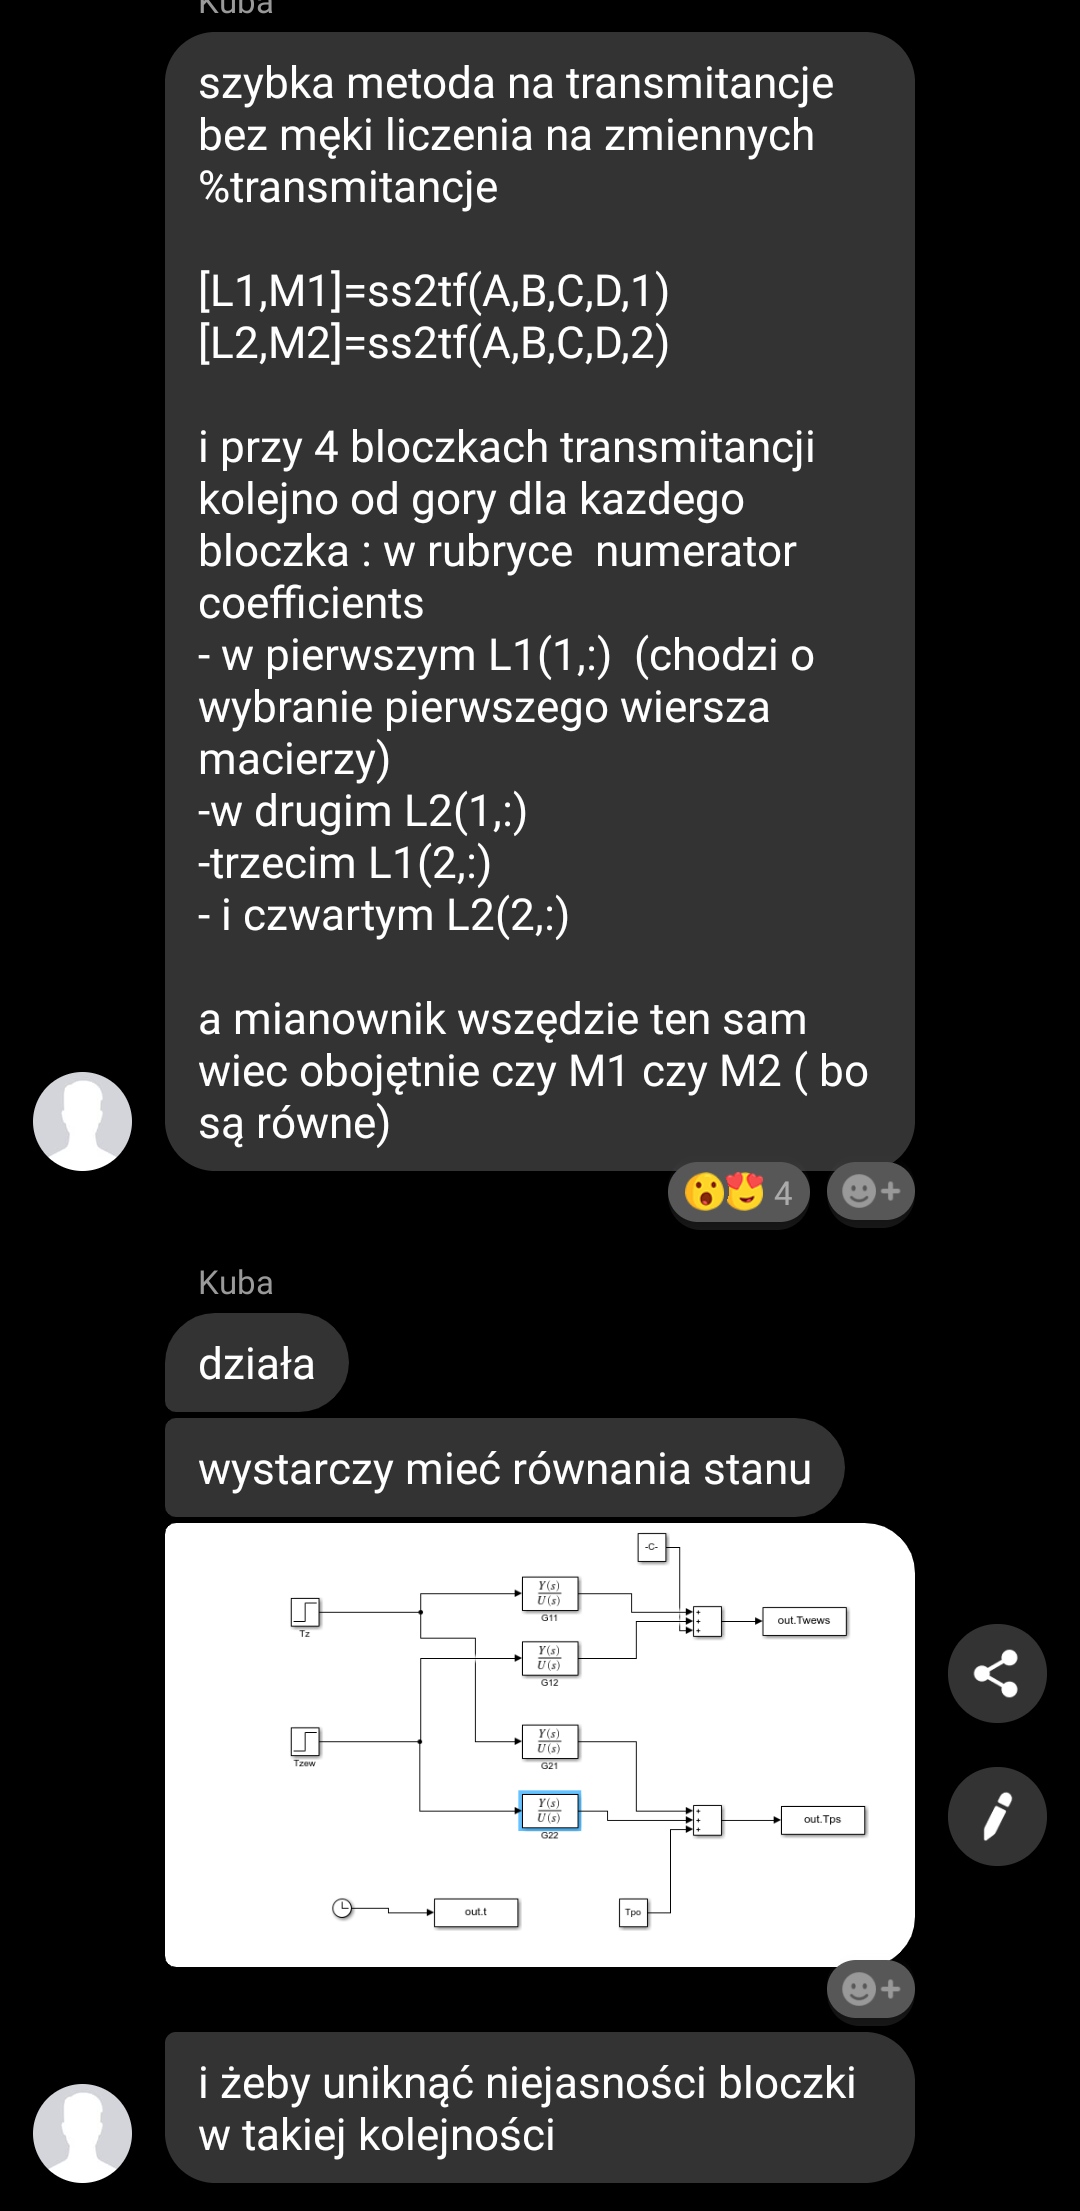 Kuba
szybka metoda na transmitancje
bez męki liczenia na zmiennych
%transmitancje
[L1,M1]=ss2tf(A,B,C,D,1)
[L2,M2]=ss2tf(A,B,C,D,2)
i przy 4 bloczkach transmitancji
kolejno od gory dla kazdego
bloczka : w rubryce  numerator
coefficients
- w pierwszym L1(1,:)  (chodzi o
wybranie pierwszego wiersza
macierzy)
-w drugim L2(1,:)
-trzecim L1(2,:)
- i czwartym L2(2,:)
a mianownik wszędzie ten sam
wiec obojętnie czy M1 czy M2 ( bo
są równe)
4
Kuba
działa
wystarczy mieć równania stanu
-C-
Y(s)
U(s)
G11
Tz
out.Twews
Y(s)
U(s)
G12
Tzew
Y(s)
U(s)
G21
Y(s)
U(s)
G22
out.Tps
out.t
Tpo
i żeby uniknąć niejasności bloczki
w takiej kolejności